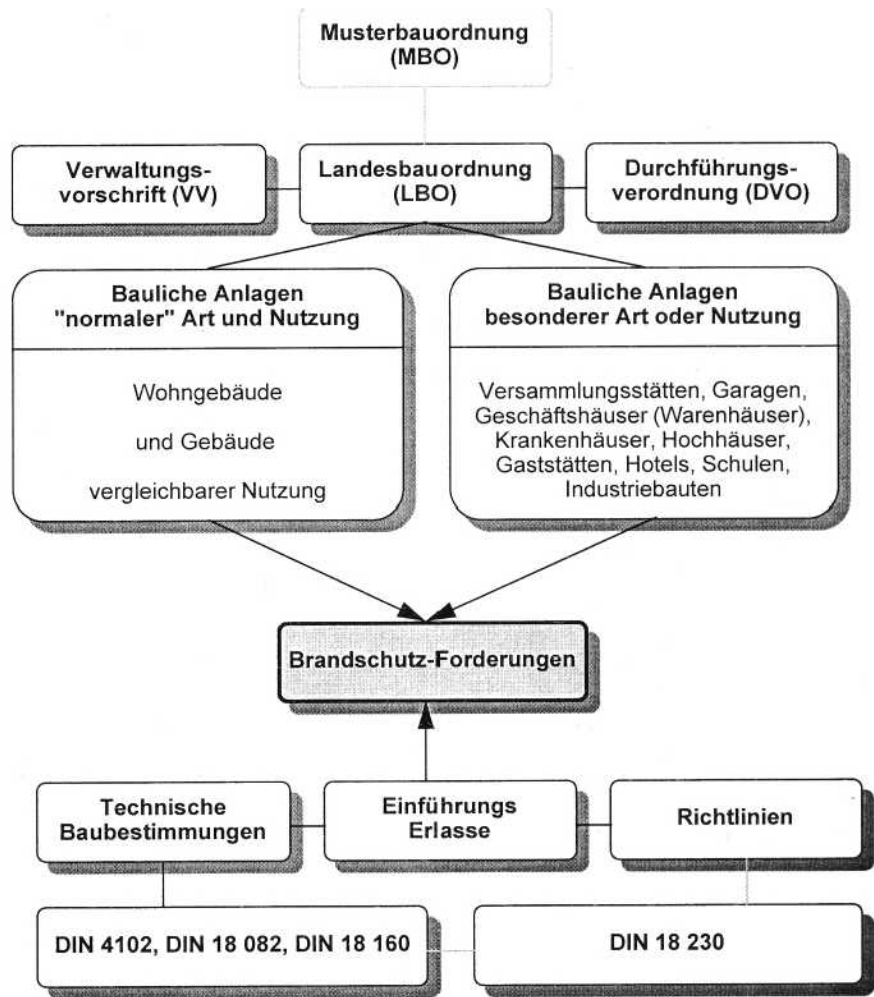 Musterbauordnung
(MBO)
Verwaltungs-
vorschrift (VV)
Landesbauordnung
(LBO)
Durchführungs-
verordnung (DVO)
Bauliche Anlagen
"normaler" Art und Nutzung
Wohngebäude
und Gebäude
vergleichbarer Nutzung
Bauliche Anlagen
besonderer Art oder Nutzung
Versammlungsstätten, Garagen,
Geschäftshäuser (Warenhäuser),
Krankenhäuser, Hochhäuser,
Gaststätten, Hotels, Schulen,
Industriebauten
Brandschutz-Forderungen
Technische
Baubestimmungen
Einführungs
Erlasse
Richtlinien
DIN 4102, DIN 18 082, DIN 18 160
DIN 18 230